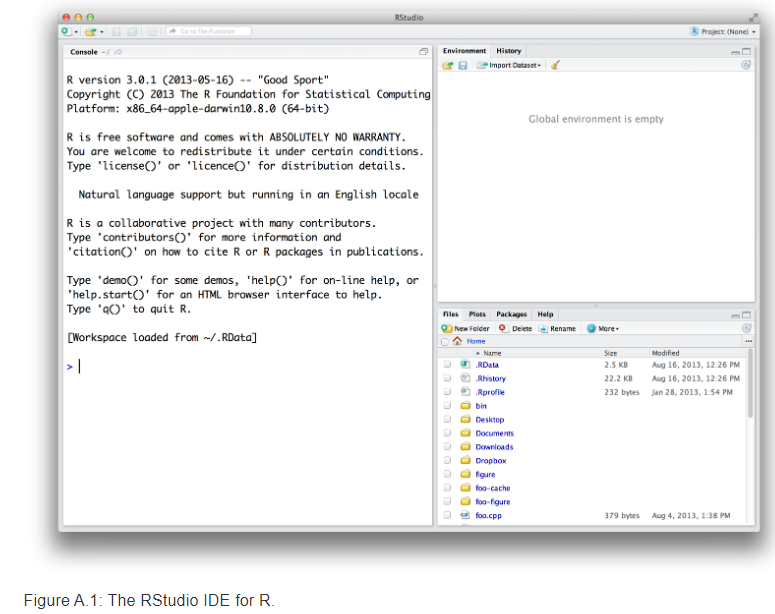 RStudio
Go to file/function
Project: (None)
Console ~/
R version 3.0.1 (2013-05-16) -- "Good Sport"
Copyright (C) 2013 The R Foundation for Statistical Computing
Platform: x86_64-apple-darwin10.8.0 (64-bit)
R is free software and comes with ABSOLUTELY NO WARRANTY.
You are welcome to redistribute it under certain conditions.
Type 'license()' or 'licence()' for distribution details.
Natural language support but running in an English locale
R is a collaborative project with many contributors.
Type 'contributors()' for more information and
'citation()' on how to cite R or R packages in publications.
Type 'demo()' for some demos, 'help()' for on-line help, or
'help.start()' for an HTML browser interface to help.
Type 'q()' to quit R.
[Workspace loaded from ~/.RData]
>
Environment History
Import Dataset
Global environment is empty
Files Plots Packages Help
New Folder Delete Rename More
Home
Name Size Modified
.RData 2.5 KB Aug 16, 2013, 12:26 PM
.Rhistory 22.2 KB Aug 16, 2013, 12:26 PM
.Rprofile 232 bytes Jan 28, 2013, 1:54 PM
bin
Desktop
Documents
Downloads
Dropbox
figure
foo-cache
foo-figure
foo.cpp 379 bytes Aug 4, 2013, 1:38 PM
Figure A.1: The RStudio IDE for R.